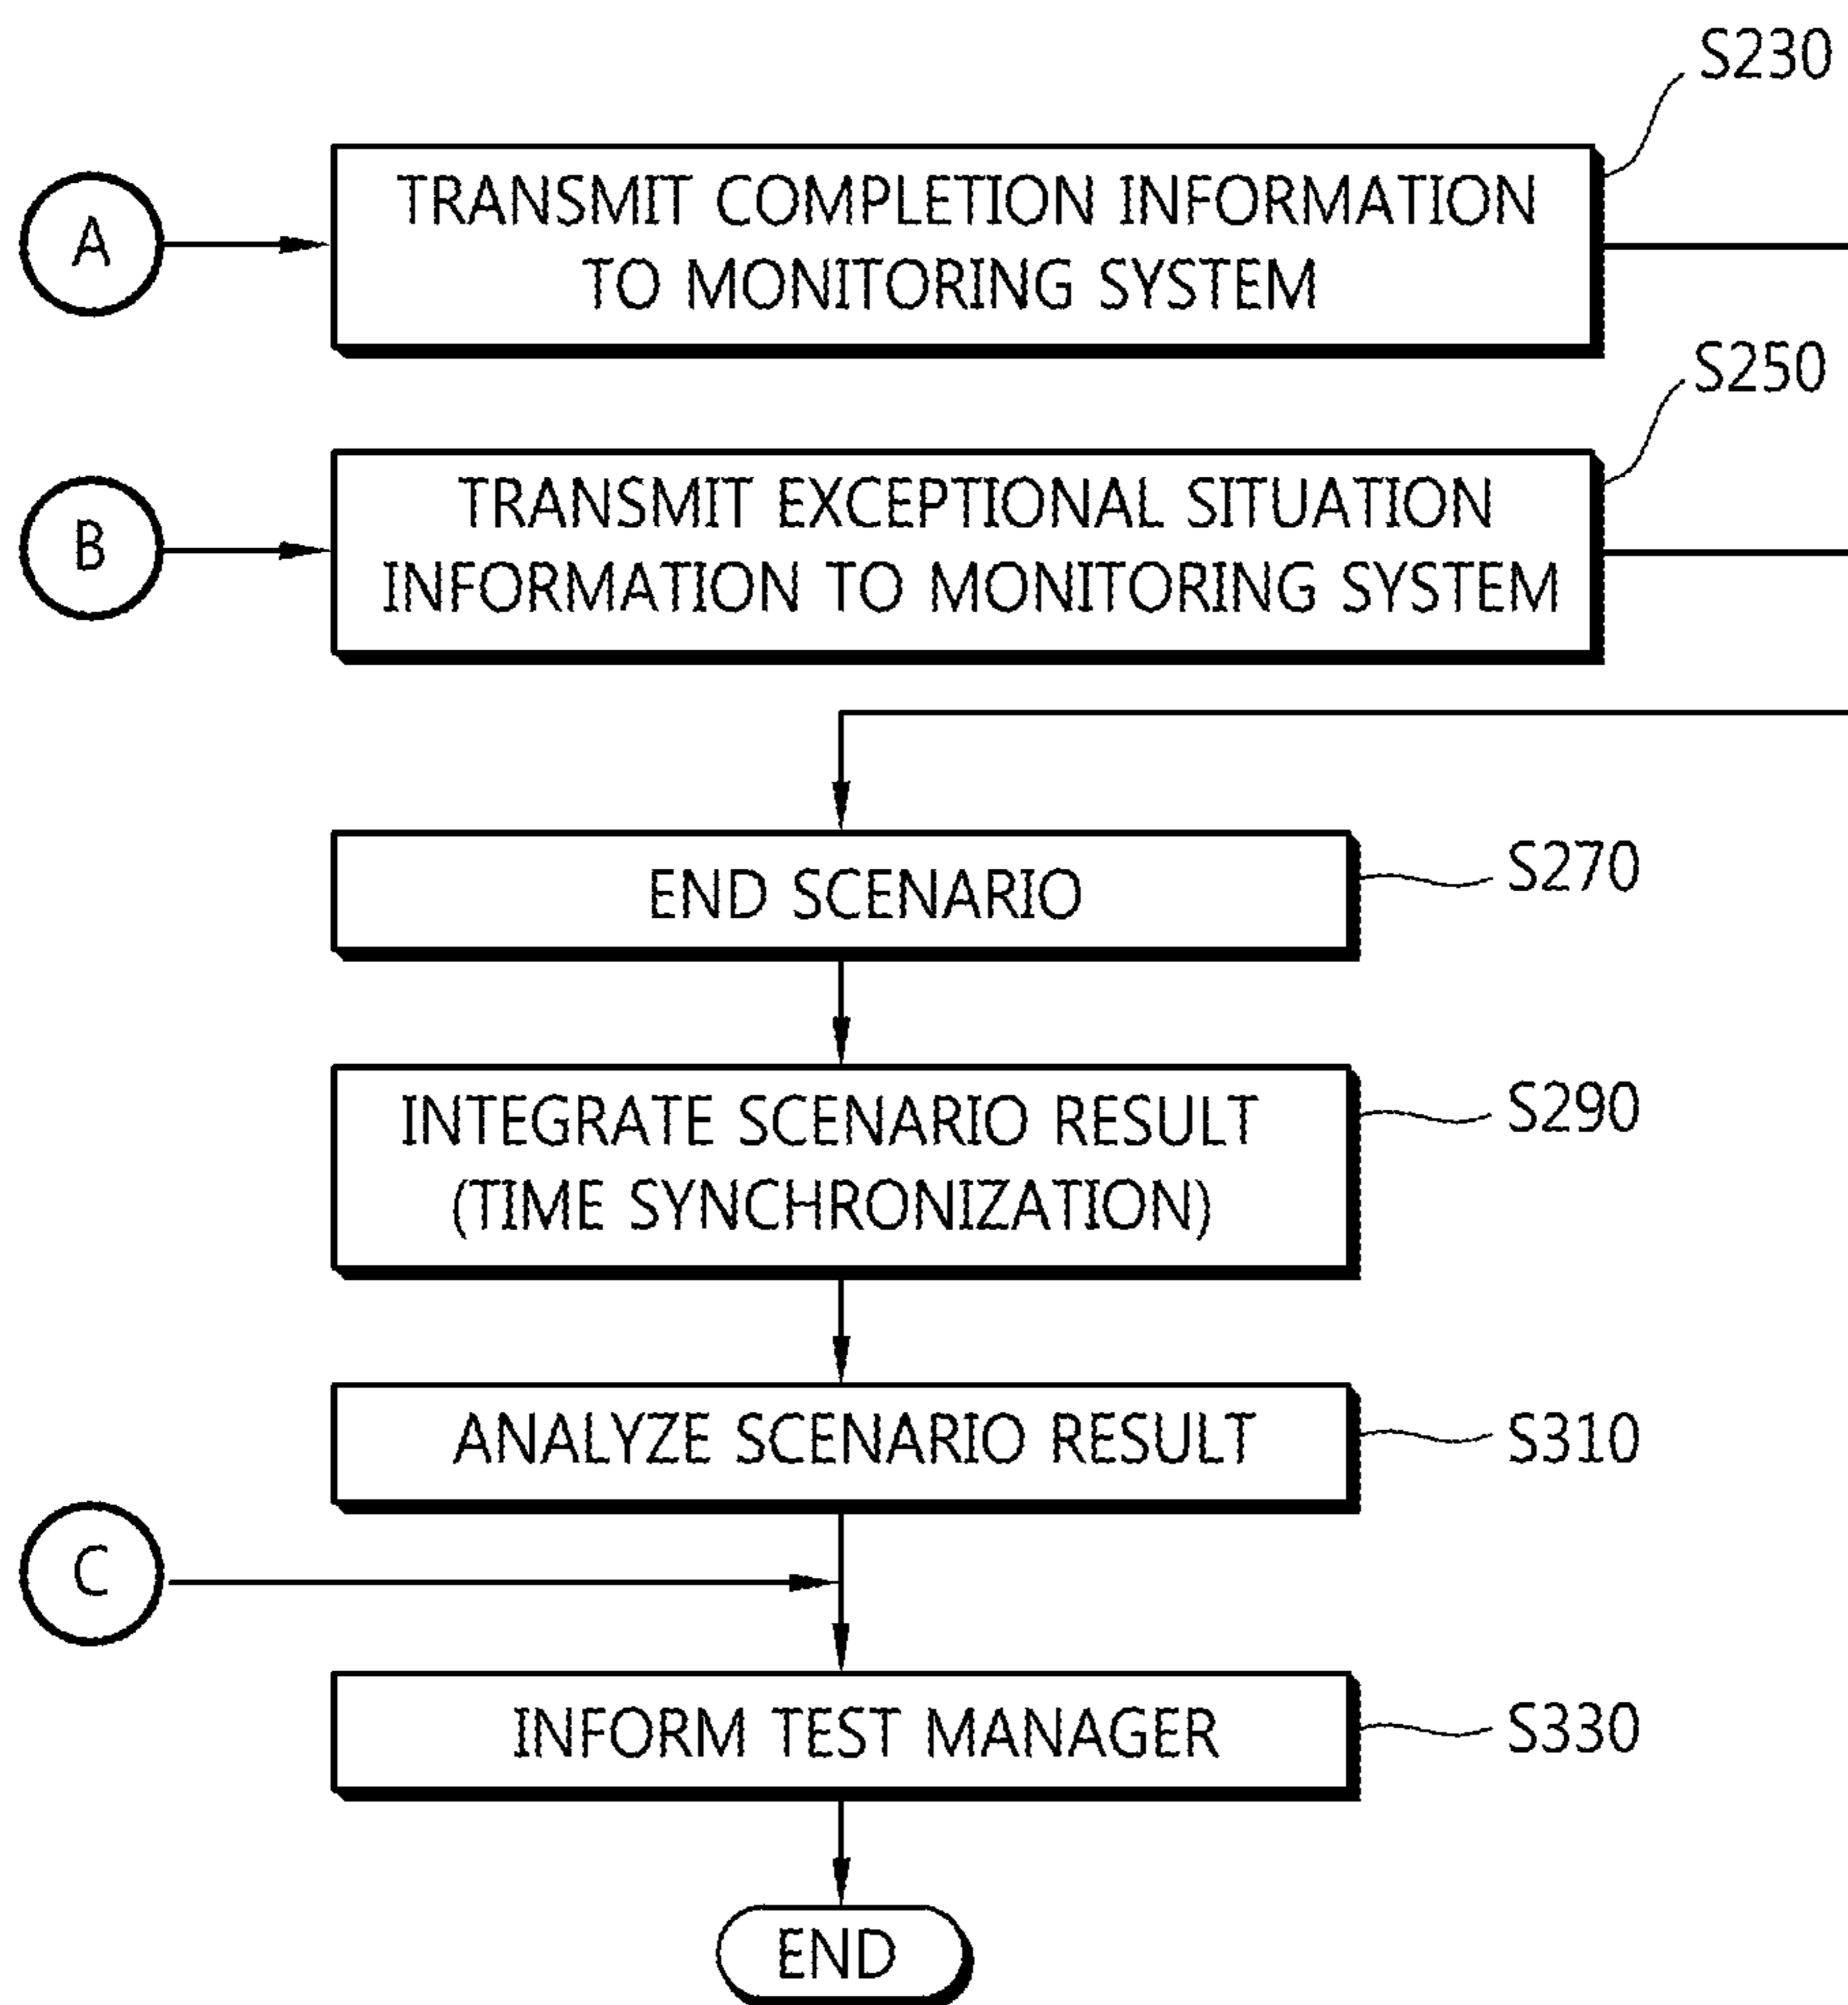 S230
A
TRANSMIT COMPLETION INFORMATION
TO MONITORING SYSTEM
S250
B
TRANSMIT EXCEPTIONAL SITUATION
INFORMATION TO MONITORING SYSTEM
END SCENARIO
S270
INTEGRATE SCENARIO RESULT
(TIME SYNCHRONIZATION)
S290
ANALYZE SCENARIO RESULT
S310
C
INFORM TEST MANAGER
S330
END